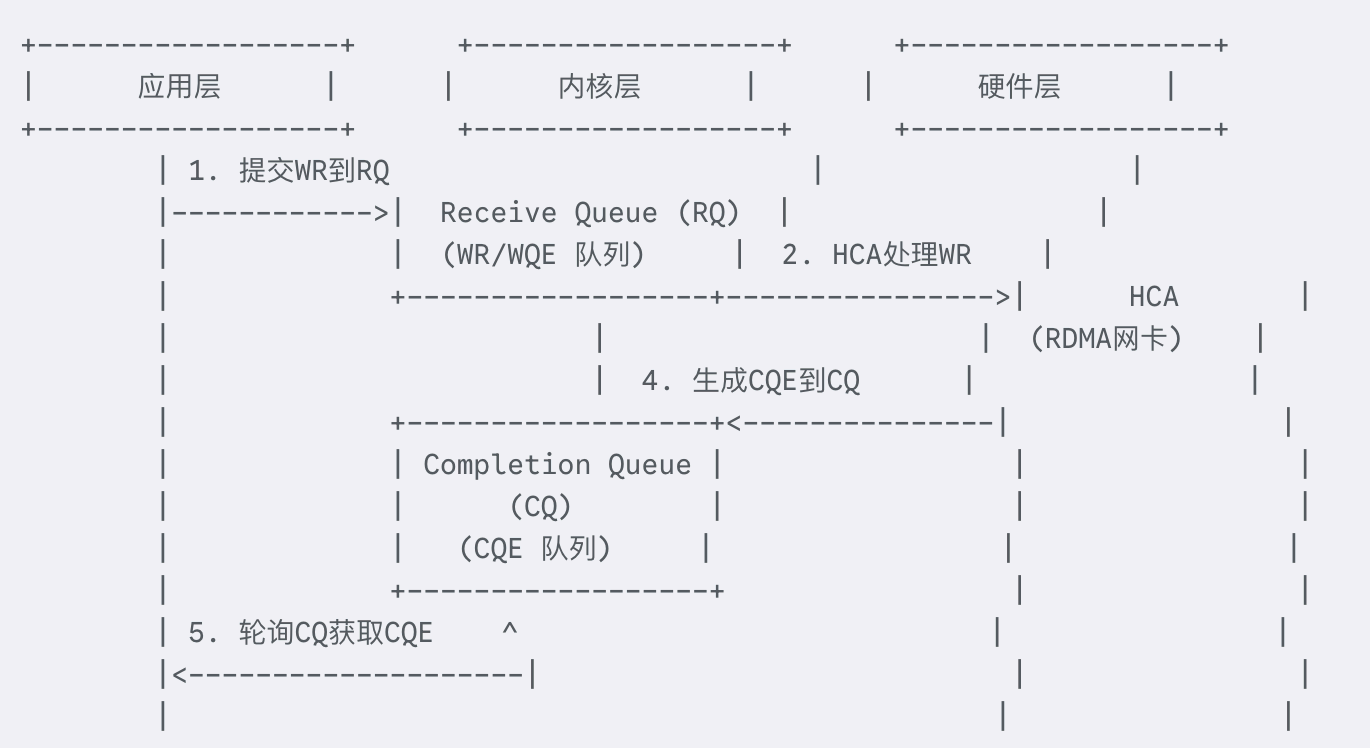 +------------------+      +------------------+      +------------------+
|      应用层      |      |      内核层      |      |      硬件层      |
+------------------+      +------------------+      +------------------+
        | 1. 提交WR到RQ                         |                  |
        |------------>|  Receive Queue (RQ)  |                  |
        |             |  (WR/WQE 队列)     |  2. HCA处理WR    |
        |             +------------------+---------------->|      HCA       |
        |                         |                      |  (RDMA网卡)    |
        |                         |  4. 生成CQE到CQ      |                |
        |             +------------------+<---------------|                |
        |             | Completion Queue |                 |                |
        |             |      (CQ)        |                 |                |
        |             |   (CQE 队列)     |                 |                |
        |             +------------------+                 |                |
        | 5. 轮询CQ获取CQE    ^                           |                |
        |<--------------------|                            |                |
        |                                                 |                |